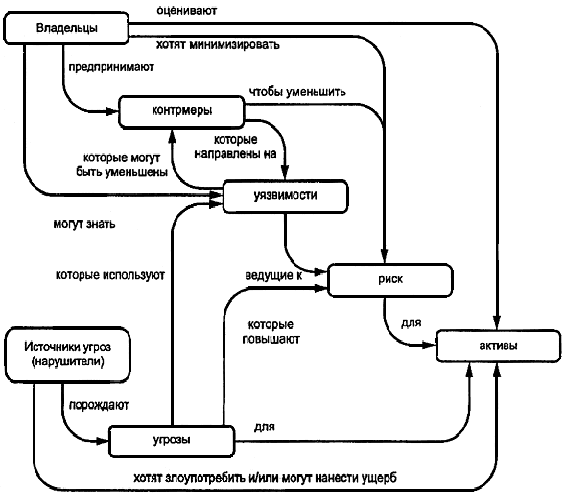 оценивают
Владельцы
хотят минимизировать
предпринимают
чтобы уменьшить
контрмеры
которые
направлены на
которые могут
быть уменьшены
уязвимости
могут знать
которые используют
ведущие к
риск
которые
повышают
для
Источники угроз
(нарушители)
активы
порождают
угрозы
для
хотят злоупотребить и/или могут нанести ущерб